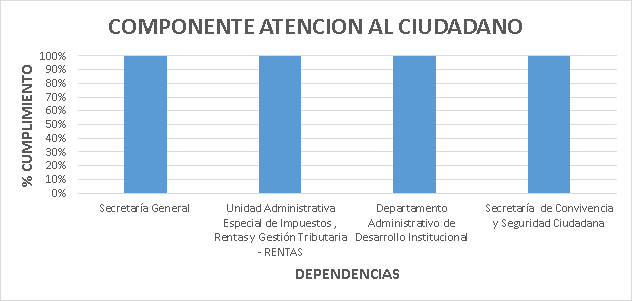 COMPONENTE ATENCION AL CIUDADANO
% CUMPLIMIENTO
100%
90%
80%
70%
60%
50%
40%
30%
20%
10%
0%
Secretaría General
Unidad Administrativa
Especial de Impuestos ,
Rentas y Gestión Tributaria
- RENTAS
Departamento
Administrativo de
Desarrollo Institucional
Secretaría  de Convivencia
y Seguridad Ciudadana
DEPENDENCIAS